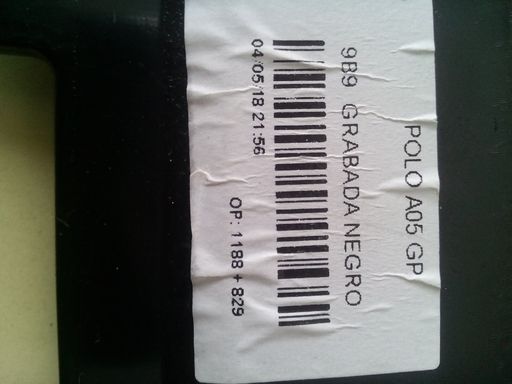 POLO A05 GP
9B9 GRABADA NEGRO
04/05/18 21:56
OP: 1188 + 829